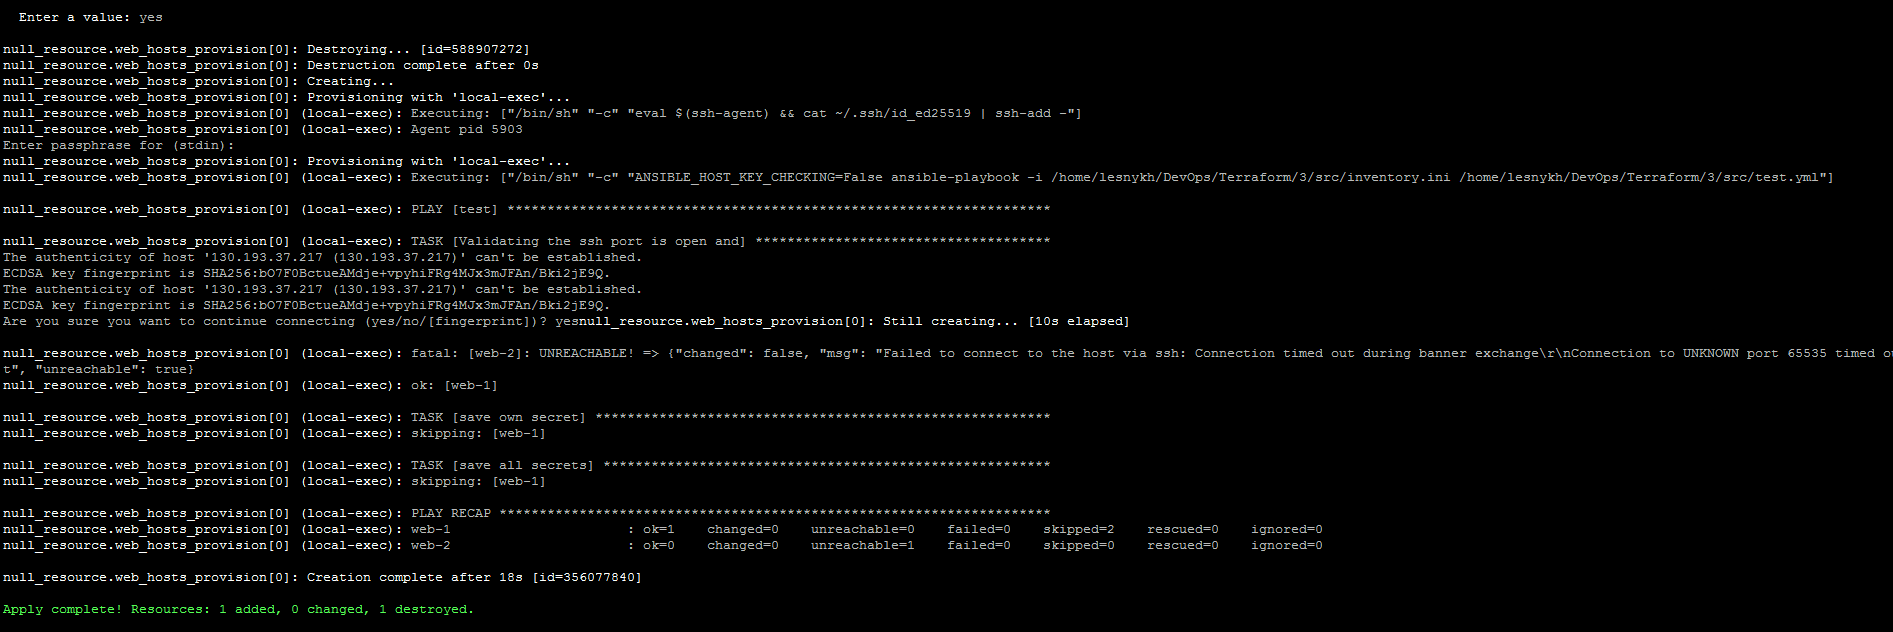 Enter a value: yes
null_resource.web_hosts_provision[0]: Destroying... [id=588907272]
null_resource.web_hosts_provision[0]: Destruction complete after 0s
null_resource.web_hosts_provision[0]: Creating...
null_resource.web_hosts_provision[0]: Provisioning with 'local-exec'...
null_resource.web_hosts_provision[0] (local-exec): Executing: ["/bin/sh" "-c" "eval $(ssh-agent) && cat ~/.ssh/id_ed25519 | ssh-add -"]
null_resource.web_hosts_provision[0] (local-exec): Agent pid 5903
Enter passphrase for (stdin):
null_resource.web_hosts_provision[0]: Provisioning with 'local-exec'...
null_resource.web_hosts_provision[0] (local-exec): Executing: ["/bin/sh" "-c" "ANSIBLE_HOST_KEY_CHECKING=False ansible-playbook -i /home/lesnykh/DevOps/Terraform/3/src/inventory.ini /home/lesnykh/DevOps/Terraform/3/src/test.yml"]
null_resource.web_hosts_provision[0] (local-exec): PLAY [test] ********************************************************************
null_resource.web_hosts_provision[0] (local-exec): TASK [Validating the ssh port is open and] *************************************
The authenticity of host '130.193.37.217 (130.193.37.217)' can't be established.
ECDSA key fingerprint is SHA256:bO7F0BctueAMdje+vpyhiFRg4MJx3mJFAn/Bki2jE9Q.
The authenticity of host '130.193.37.217 (130.193.37.217)' can't be established.
ECDSA key fingerprint is SHA256:bO7F0BctueAMdje+vpyhiFRg4MJx3mJFAn/Bki2jE9Q.
Are you sure you want to continue connecting (yes/no/[fingerprint])? yesnull_resource.web_hosts_provision[0]: Still creating... [10s elapsed]
null_resource.web_hosts_provision[0] (local-exec): fatal: [web-2]: UNREACHABLE! => {"changed": false, "msg": "Failed to connect to the host via ssh: Connection timed out during banner exchange\r\nConnection to UNKNOWN port 65535 timed ou
t", "unreachable": true}
null_resource.web_hosts_provision[0] (local-exec): ok: [web-1]
null_resource.web_hosts_provision[0] (local-exec): TASK [save own secret] *********************************************************
null_resource.web_hosts_provision[0] (local-exec): skipping: [web-1]
null_resource.web_hosts_provision[0] (local-exec): TASK [save all secrets] ********************************************************
null_resource.web_hosts_provision[0] (local-exec): skipping: [web-1]
null_resource.web_hosts_provision[0] (local-exec): PLAY RECAP *********************************************************************
null_resource.web_hosts_provision[0] (local-exec): web-1 : ok=1 changed=0 unreachable=0 failed=0 skipped=2 rescued=0 ignored=0
null_resource.web_hosts_provision[0] (local-exec): web-2 : ok=0 changed=0 unreachable=1 failed=0 skipped=0 rescued=0 ignored=0
null_resource.web_hosts_provision[0]: Creation complete after 18s [id=356077840]
Apply complete! Resources: 1 added, 0 changed, 1 destroyed.